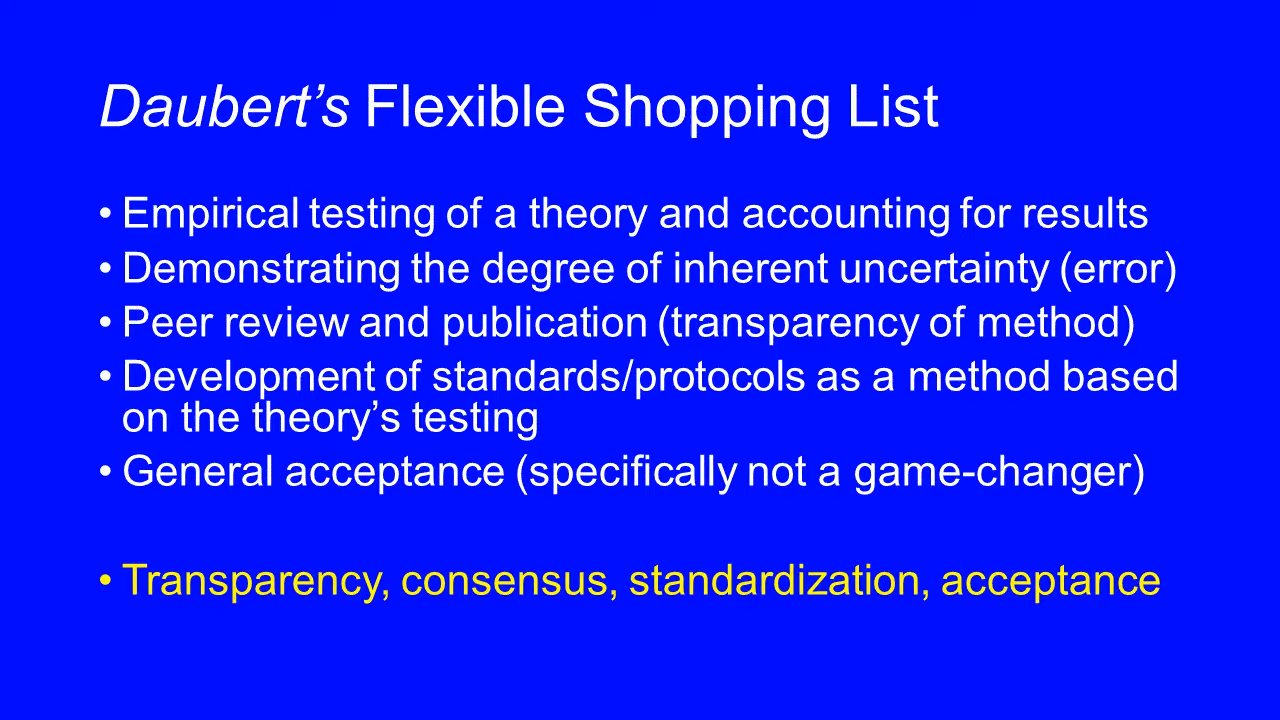 Daubert’s Flexible Shopping List
• Empirical testing of a theory and accounting for results
• Demonstrating the degree of inherent uncertainty (error)
• Peer review and publication (transparency of method)
• Development of standards/protocols as a method based
on the theory’s testing
• General acceptance (specifically not a game-changer)
• Transparency, consensus, standardization, acceptance